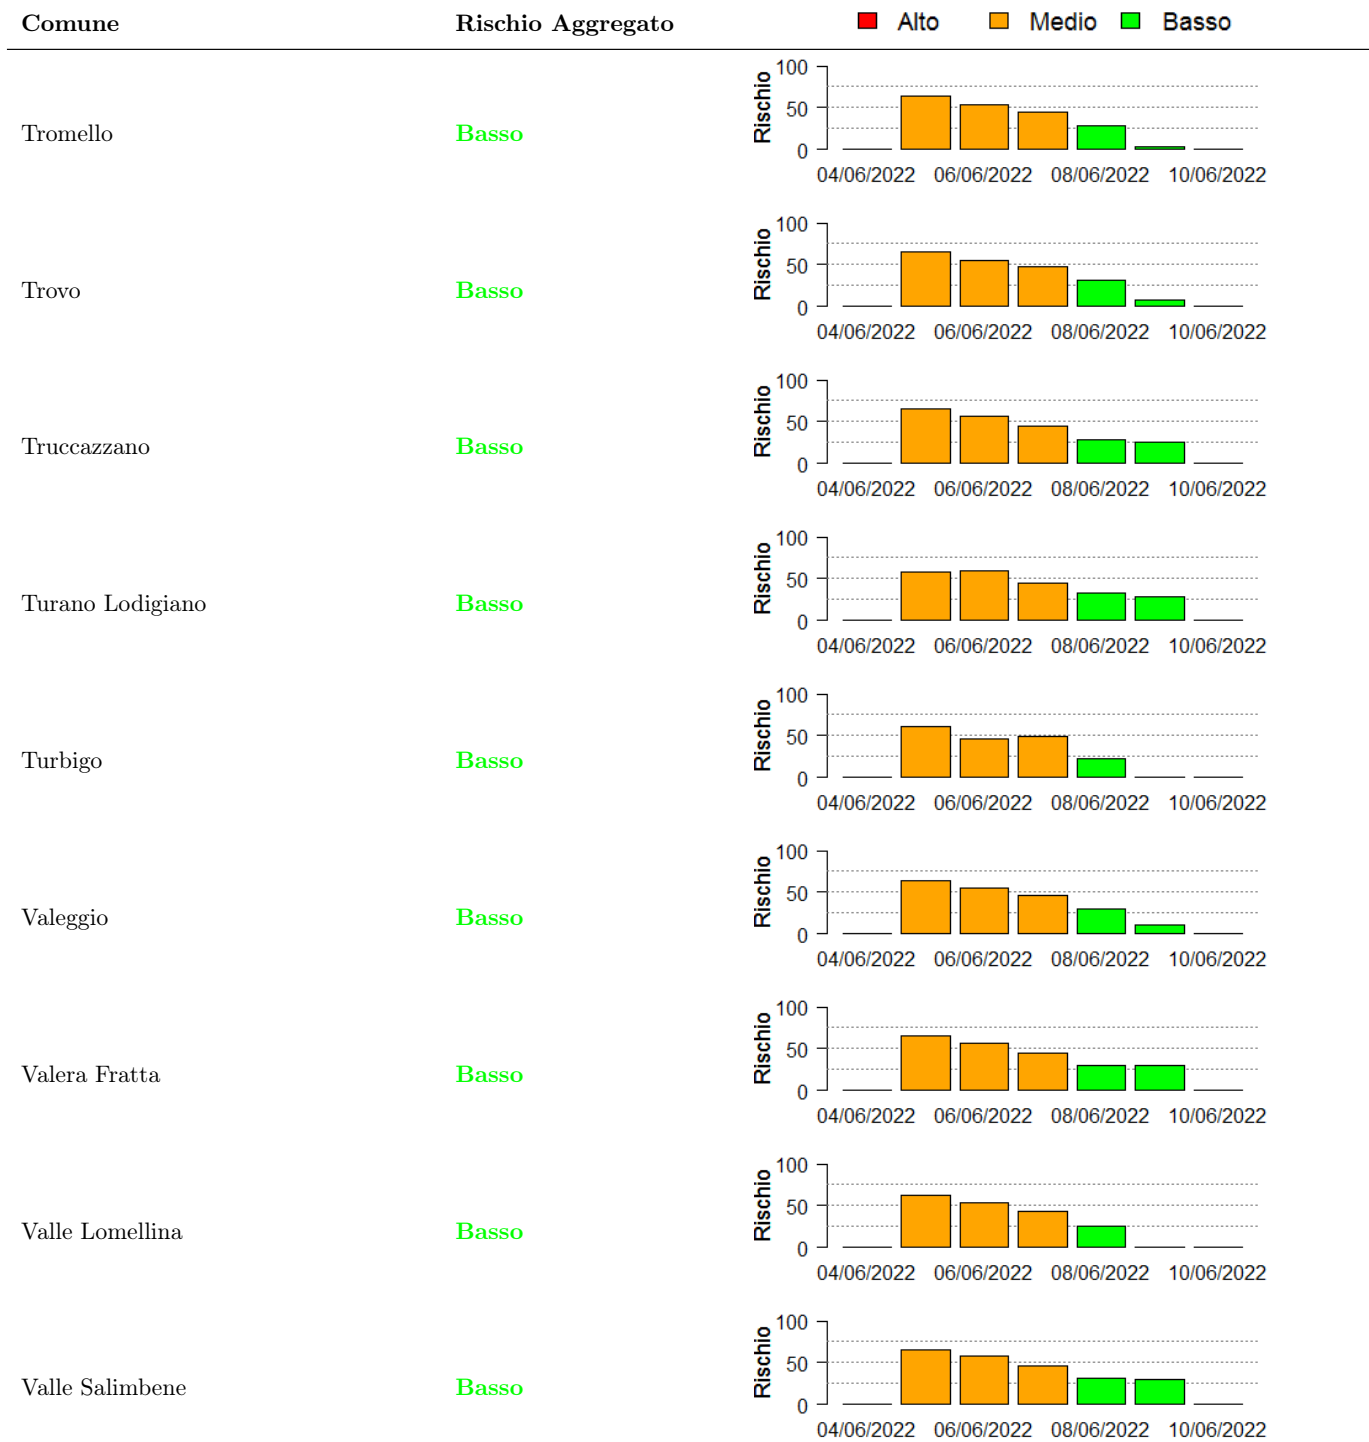 Comune Rischio Aggregato Alto Medio Basso
100
50
0
Rischio
Tromello Basso
04/06/2022 06/06/2022 08/06/2022 10/06/2022
100
50
0
Rischio
Trovo Basso
04/06/2022 06/06/2022 08/06/2022 10/06/2022
100
50
0
Rischio
Truccazzano Basso
04/06/2022 06/06/2022 08/06/2022 10/06/2022
100
50
0
Rischio
Turano Lodigiano Basso
04/06/2022 06/06/2022 08/06/2022 10/06/2022
100
50
0
Rischio
Turbigo Basso
04/06/2022 06/06/2022 08/06/2022 10/06/2022
100
50
0
Rischio
Valeggio Basso
04/06/2022 06/06/2022 08/06/2022 10/06/2022
100
50
0
Rischio
Valera Fratta Basso
04/06/2022 06/06/2022 08/06/2022 10/06/2022
100
50
0
Rischio
Valle Lomellina Basso
04/06/2022 06/06/2022 08/06/2022 10/06/2022
100
50
0
Rischio
Valle Salimbene Basso
04/06/2022 06/06/2022 08/06/2022 10/06/2022